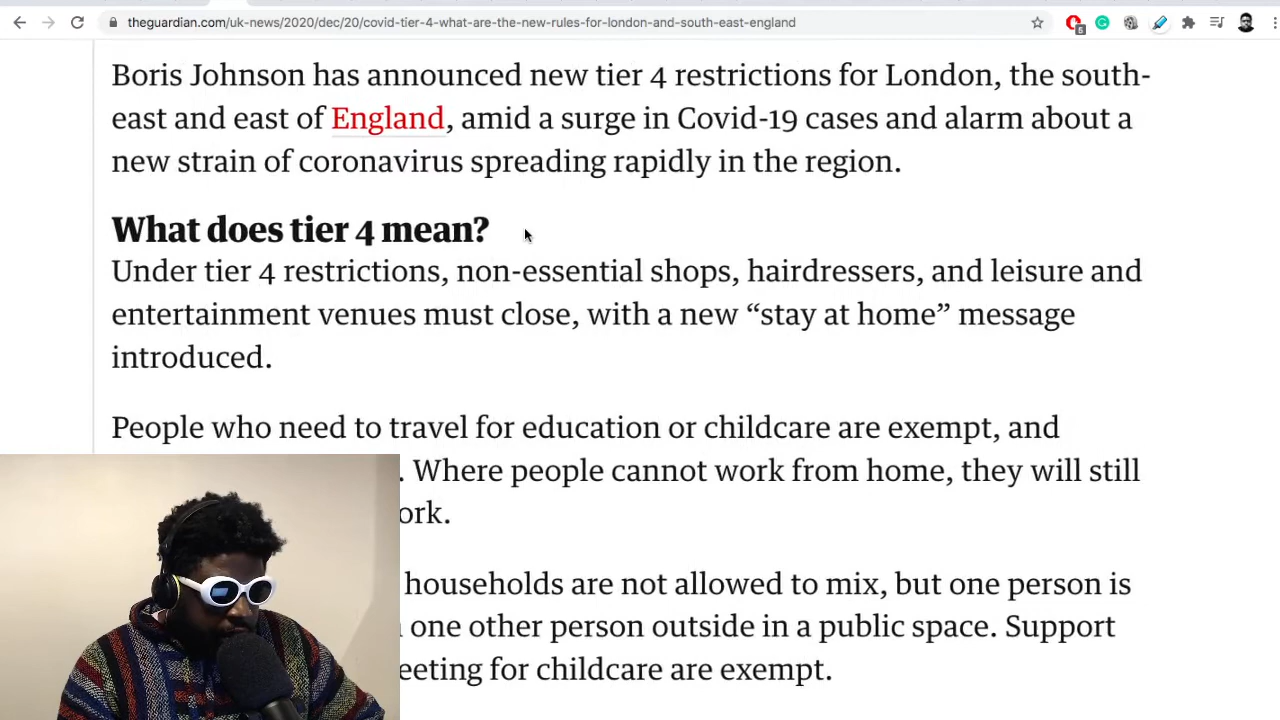 theguardian.com/uk-news/2020/dec/20/covid-tier-4-what-are-the-new-rules-for-london-and-south-east-england
5
Boris Johnson has announced new tier 4 restrictions for London, the south-
east and east of England, amid a surge in Covid-19 cases and alarm about a
new strain of coronavirus spreading rapidly in the region.
What does tier 4 mean?
Under tier 4 restrictions, non-essential shops, hairdressers, and leisure and
entertainment venues must close, with a new “stay at home” message
introduced.
People who need to travel for education or childcare are exempt, and
. Where people cannot work from home, they will still
ork.
households are not allowed to mix, but one person is
one other person outside in a public space. Support
eeting for childcare are exempt.